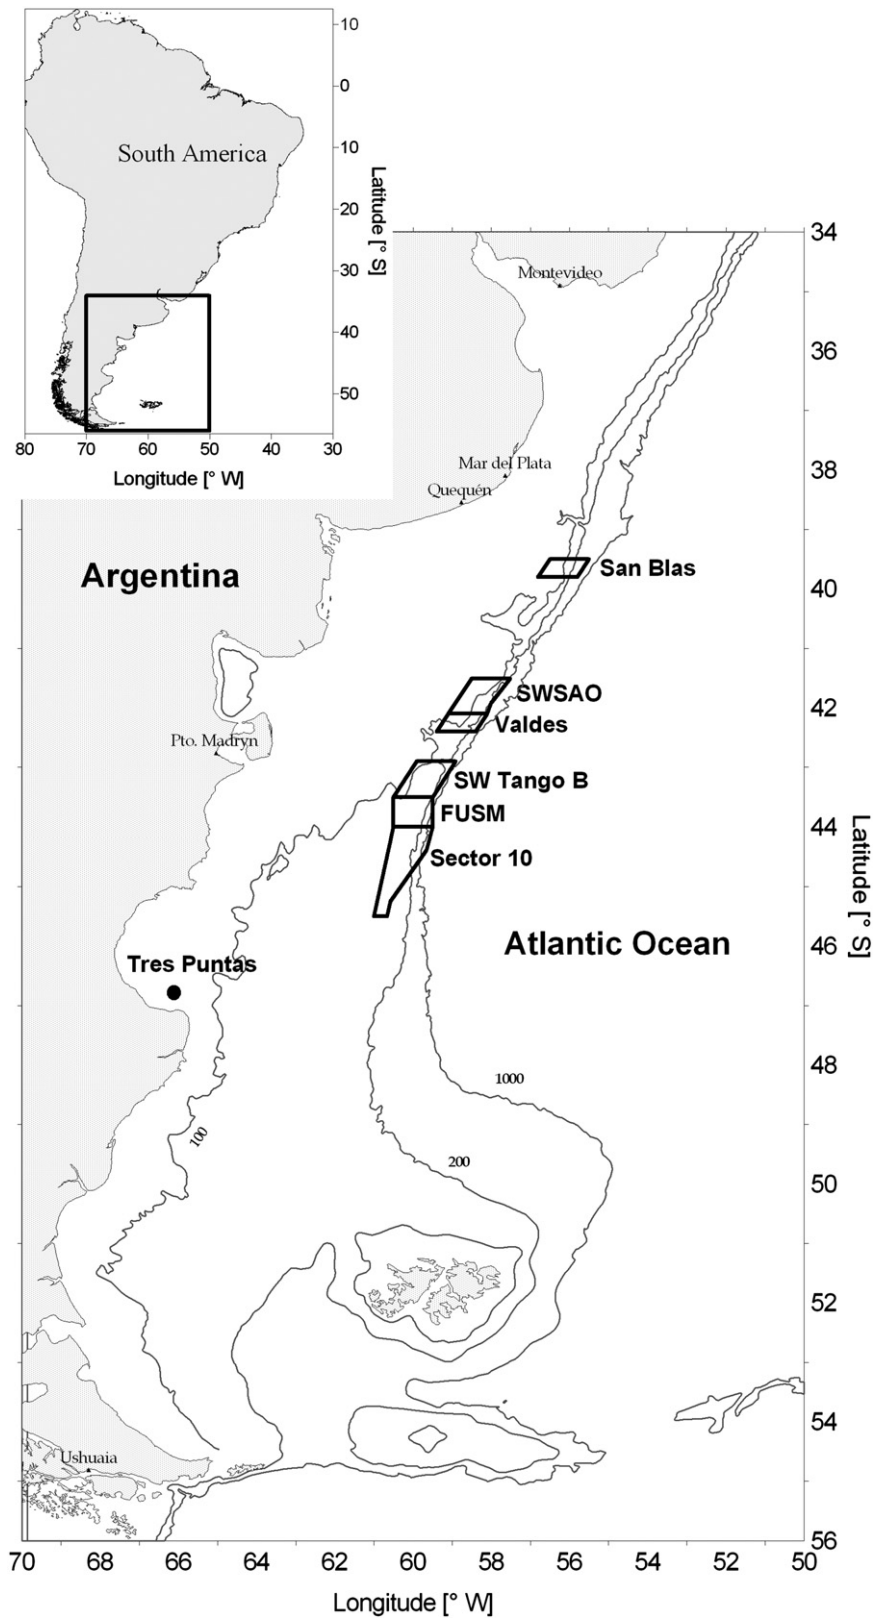 10
0
10
20
30
40
50
South America
Latitude [° S]
80 70 60 50 40 30
Longitude [° W]
34
Montevideo
36
Mar del Plata
38
Quequén
Argentina
San Blas
40
SWSAO
42
Valdes
Pto. Madryn
SW Tango B
FUSM
44
Sector 10
Latitude [° S]
Atlantic Ocean
46
Tres Puntas
48
1000
100
200
50
52
54
Ushuaia
56
70 68 66 64 62 60 58 56 54 52 50
Longitude [° W]